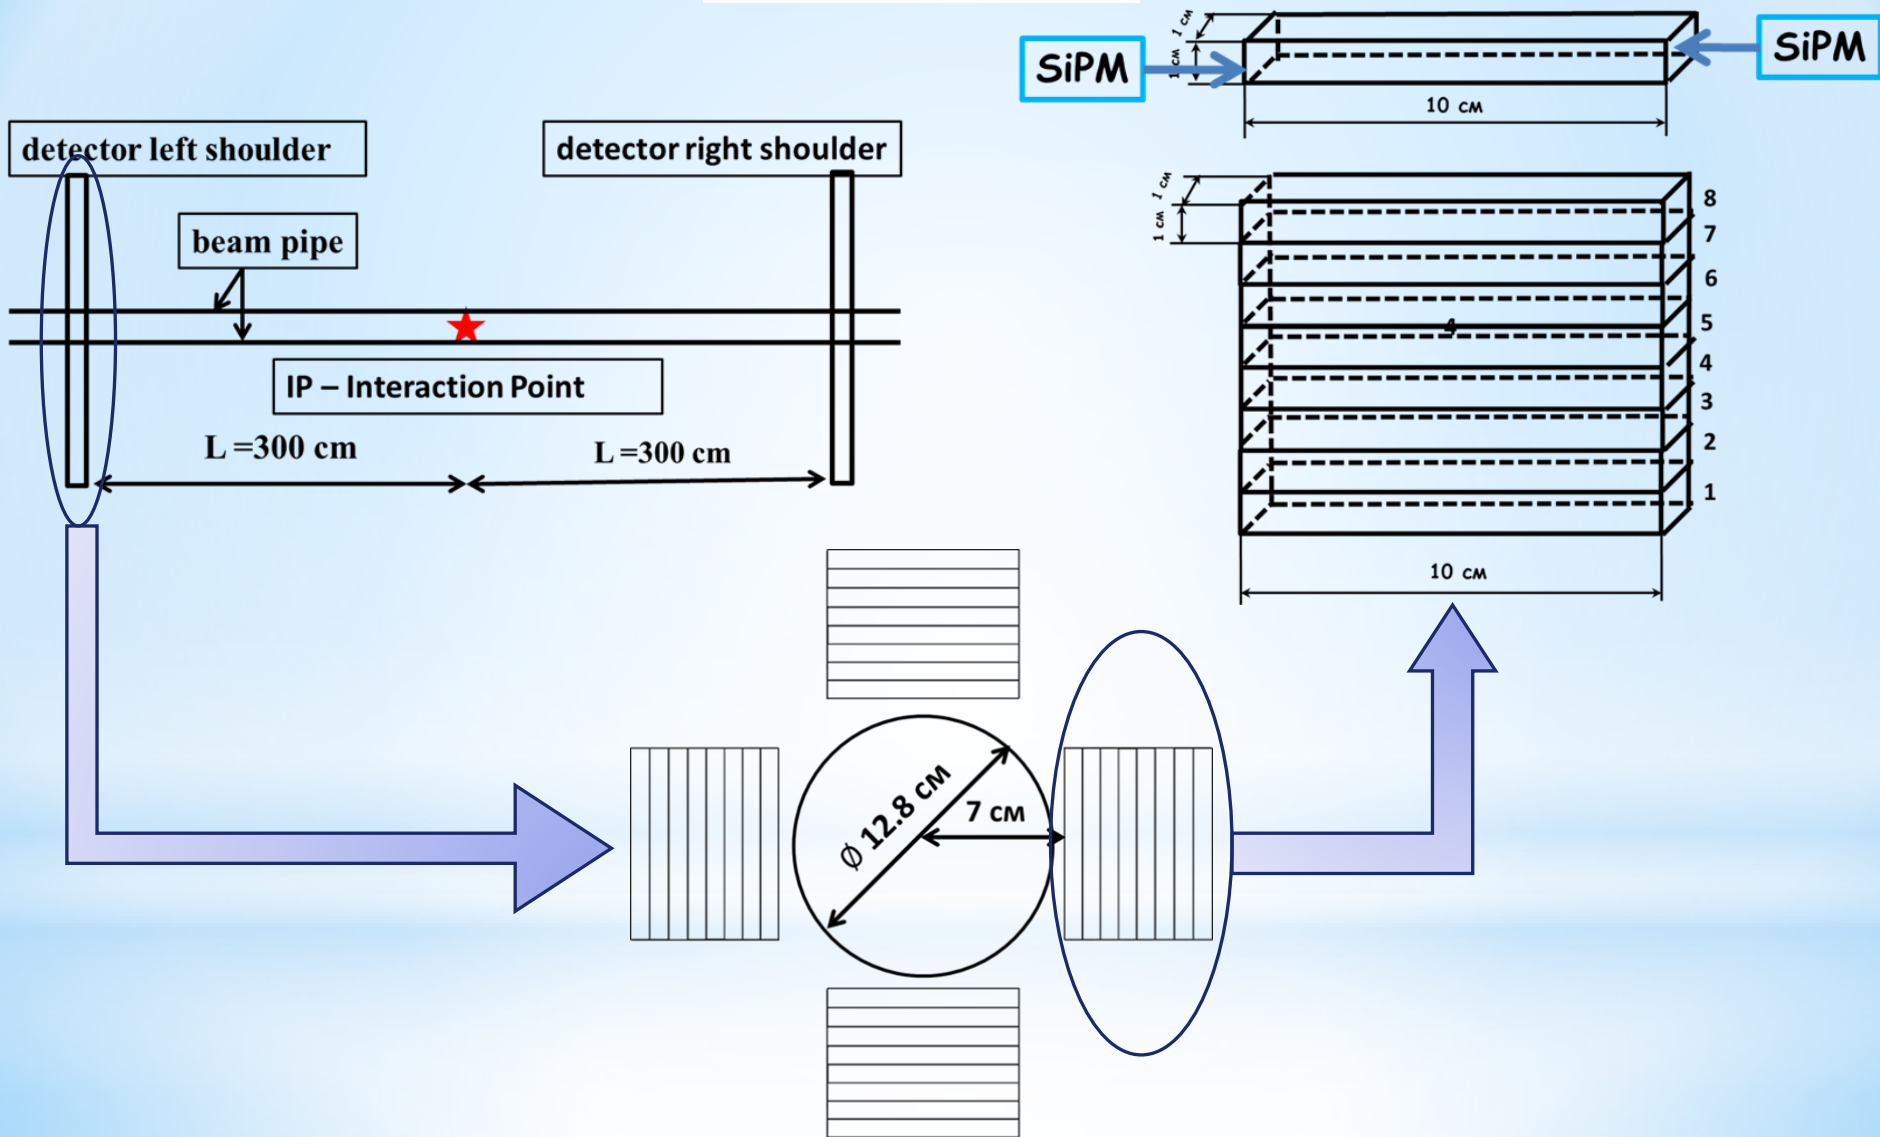 SiPM
SiPM
1 см
1 см
10 см
detector left shoulder
detector right shoulder
beam pipe
IP – Interaction Point
L =300 cm
L =300 cm
1 см
1 см
8
7
6
5
4
4
3
2
1
10 см
Ø 12.8 см
7 см